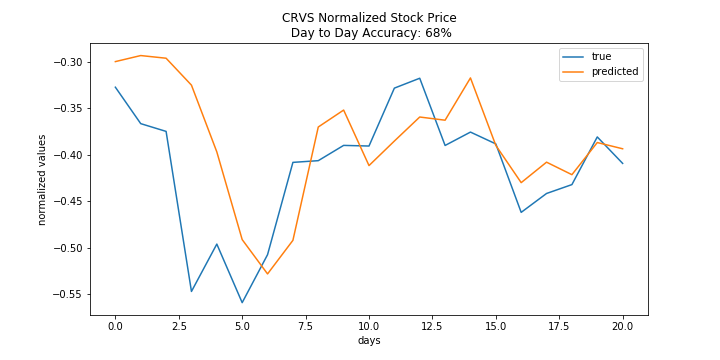 CRVS Normalized Stock Price
Day to Day Accuracy: 68%
true
predicted
normalized values
−0.30
−0.35
−0.40
−0.45
−0.50
−0.55
0.0
2.5
5.0
7.5
10.0
12.5
15.0
17.5
20.0
days